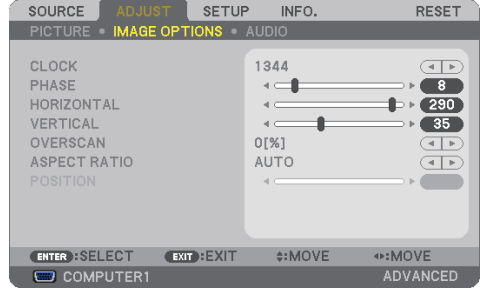 SOURCE ADJUST SETUP INFO. RESET
PICTURE • IMAGE OPTIONS • AUDIO
CLOCK 1344
PHASE 8
HORIZONTAL 290
VERTICAL 35
OVERSCAN 0[%]
ASPECT RATIO AUTO
POSITION
ENTER :SELECT EXIT :EXIT :MOVE :MOVE
COMPUTER1 ADVANCED